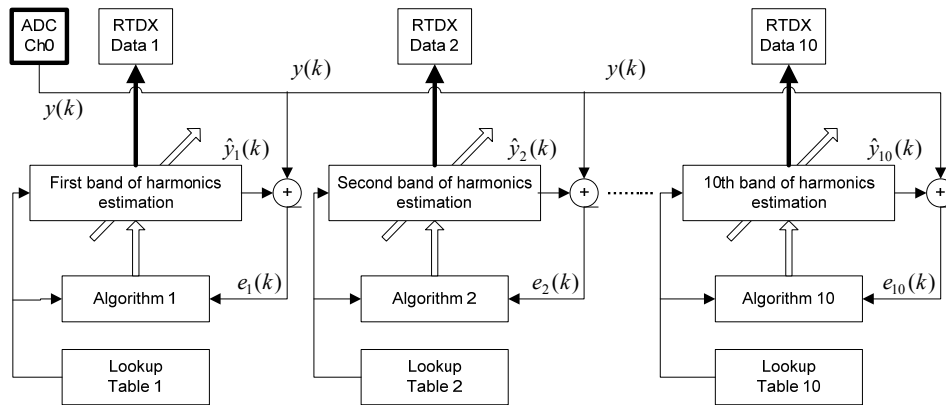 ADC
Ch0
RTDX
Data 1
RTDX
Data 2
RTDX
Data 10
y(k)
y(k)
y(k)
ŷ₁(k)
ŷ₂(k)
ŷ₁₀(k)
First band of harmonics
estimation
+
Second band of harmonics
estimation
+
........
10th band of harmonics
estimation
+
Algorithm 1
e₁(k)
Algorithm 2
e₂(k)
Algorithm 10
e₁₀(k)
Lookup
Table 1
Lookup
Table 2
Lookup
Table 10